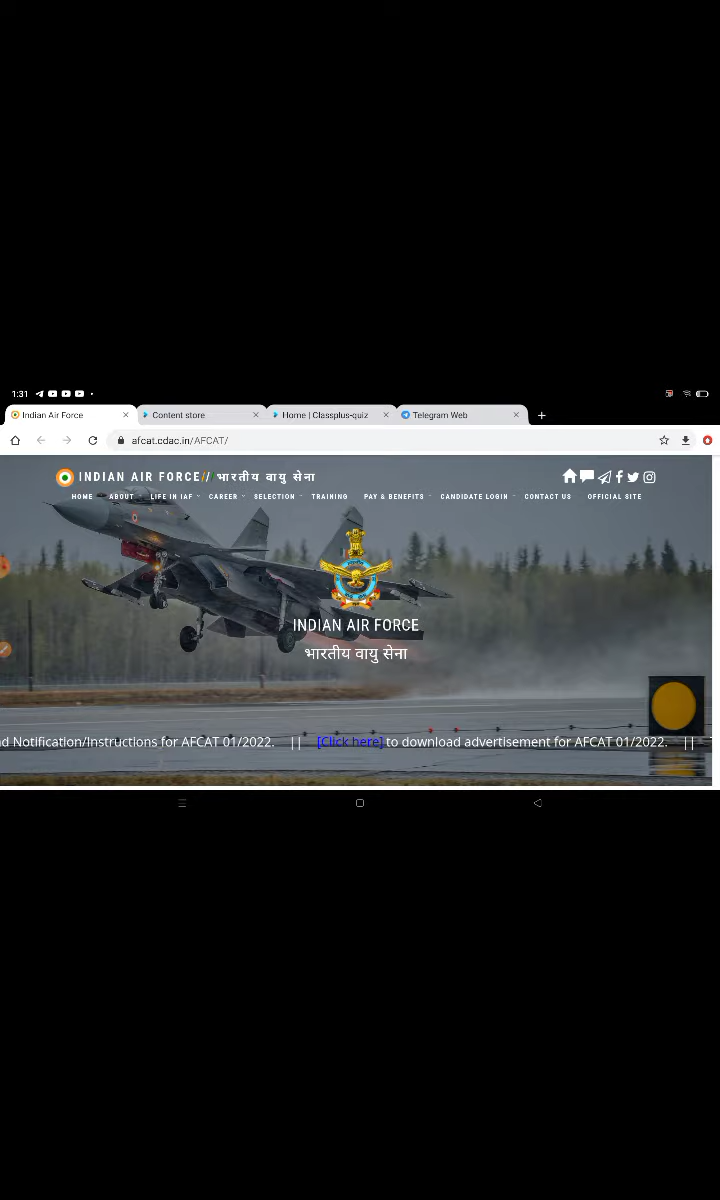 1:31
Indian Air Force
Content store
Home | Classplus-quiz
Telegram Web
afcat.cdac.in/AFCAT/
INDIAN AIR FORCE//भारतीय वायु सेना
HOME ABOUT LIFE IN IAF CAREER SELECTION TRAINING PAY & BENEFITS CANDIDATE LOGIN CONTACT US OFFICIAL SITE
INDIAN AIR FORCE
भारतीय वायु सेना
d Notification/Instructions for AFCAT 01/2022. || [Click here] to download advertisement for AFCAT 01/2022. ||